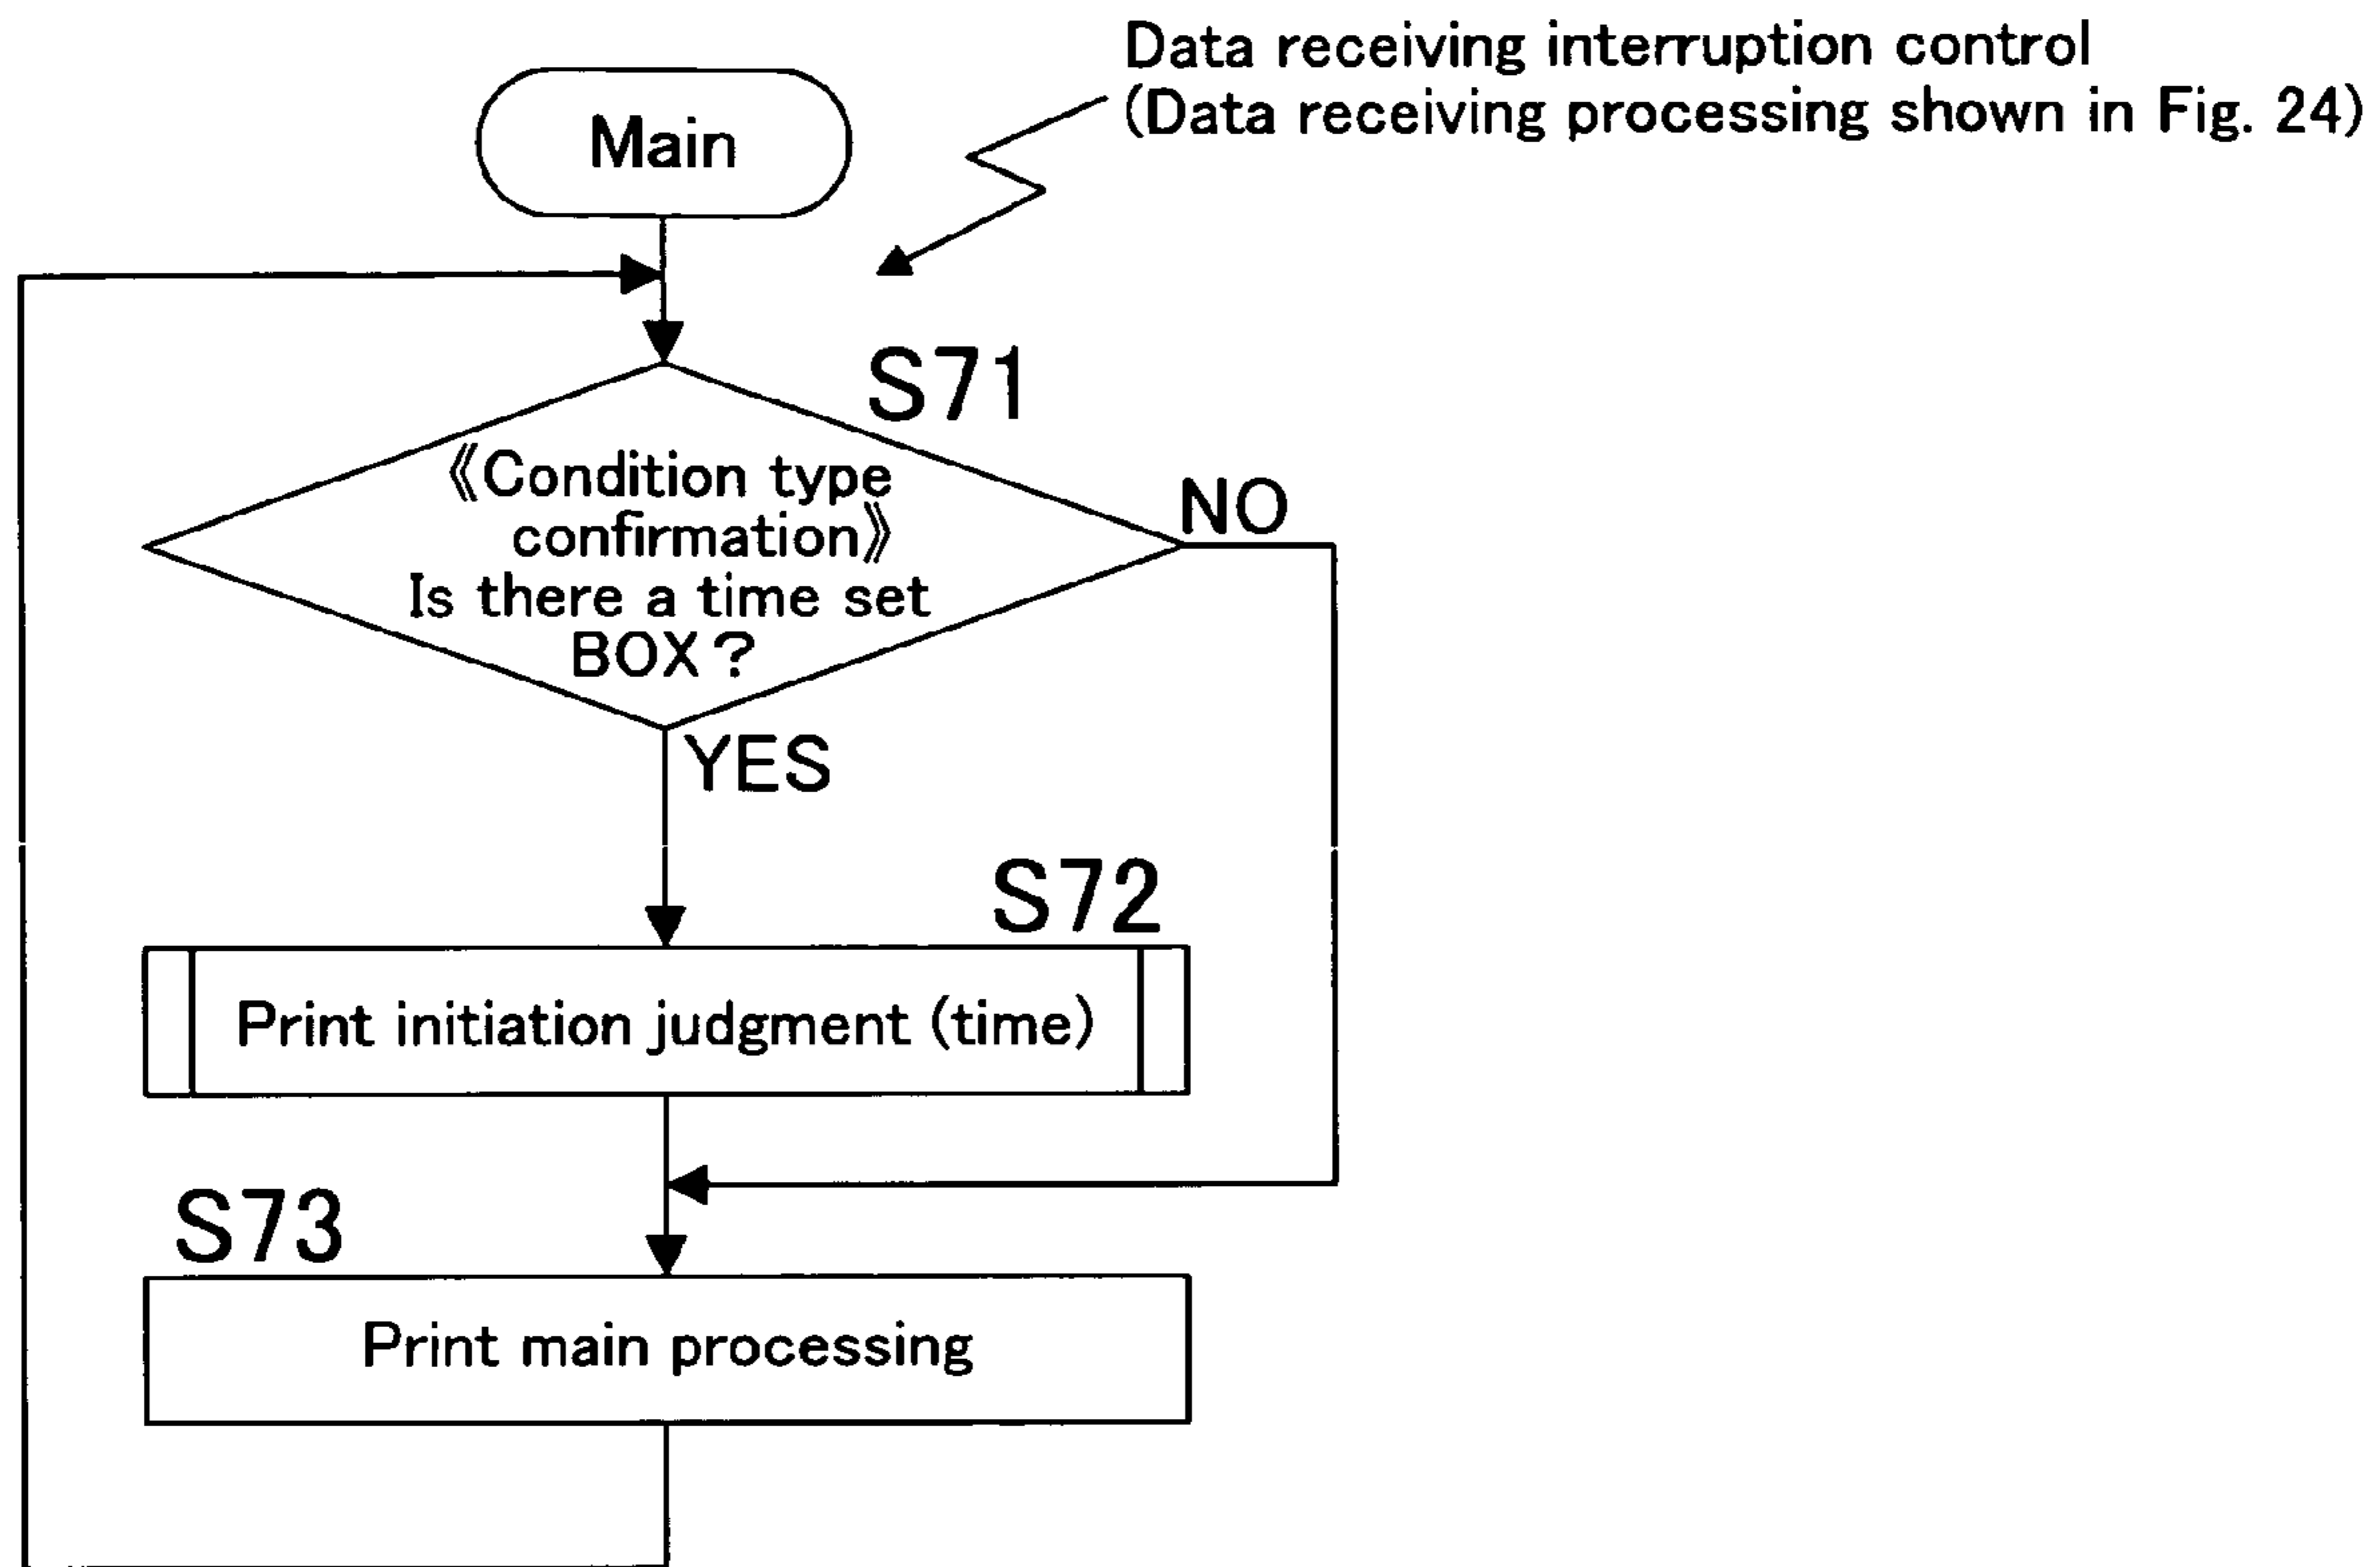 Data receiving interruption control
(Data receiving processing shown in Fig. 24)
Main
S71
《Condition type
confirmation》
Is there a time set
BOX?
NO
YES
S72
Print initiation judgment (time)
S73
Print main processing